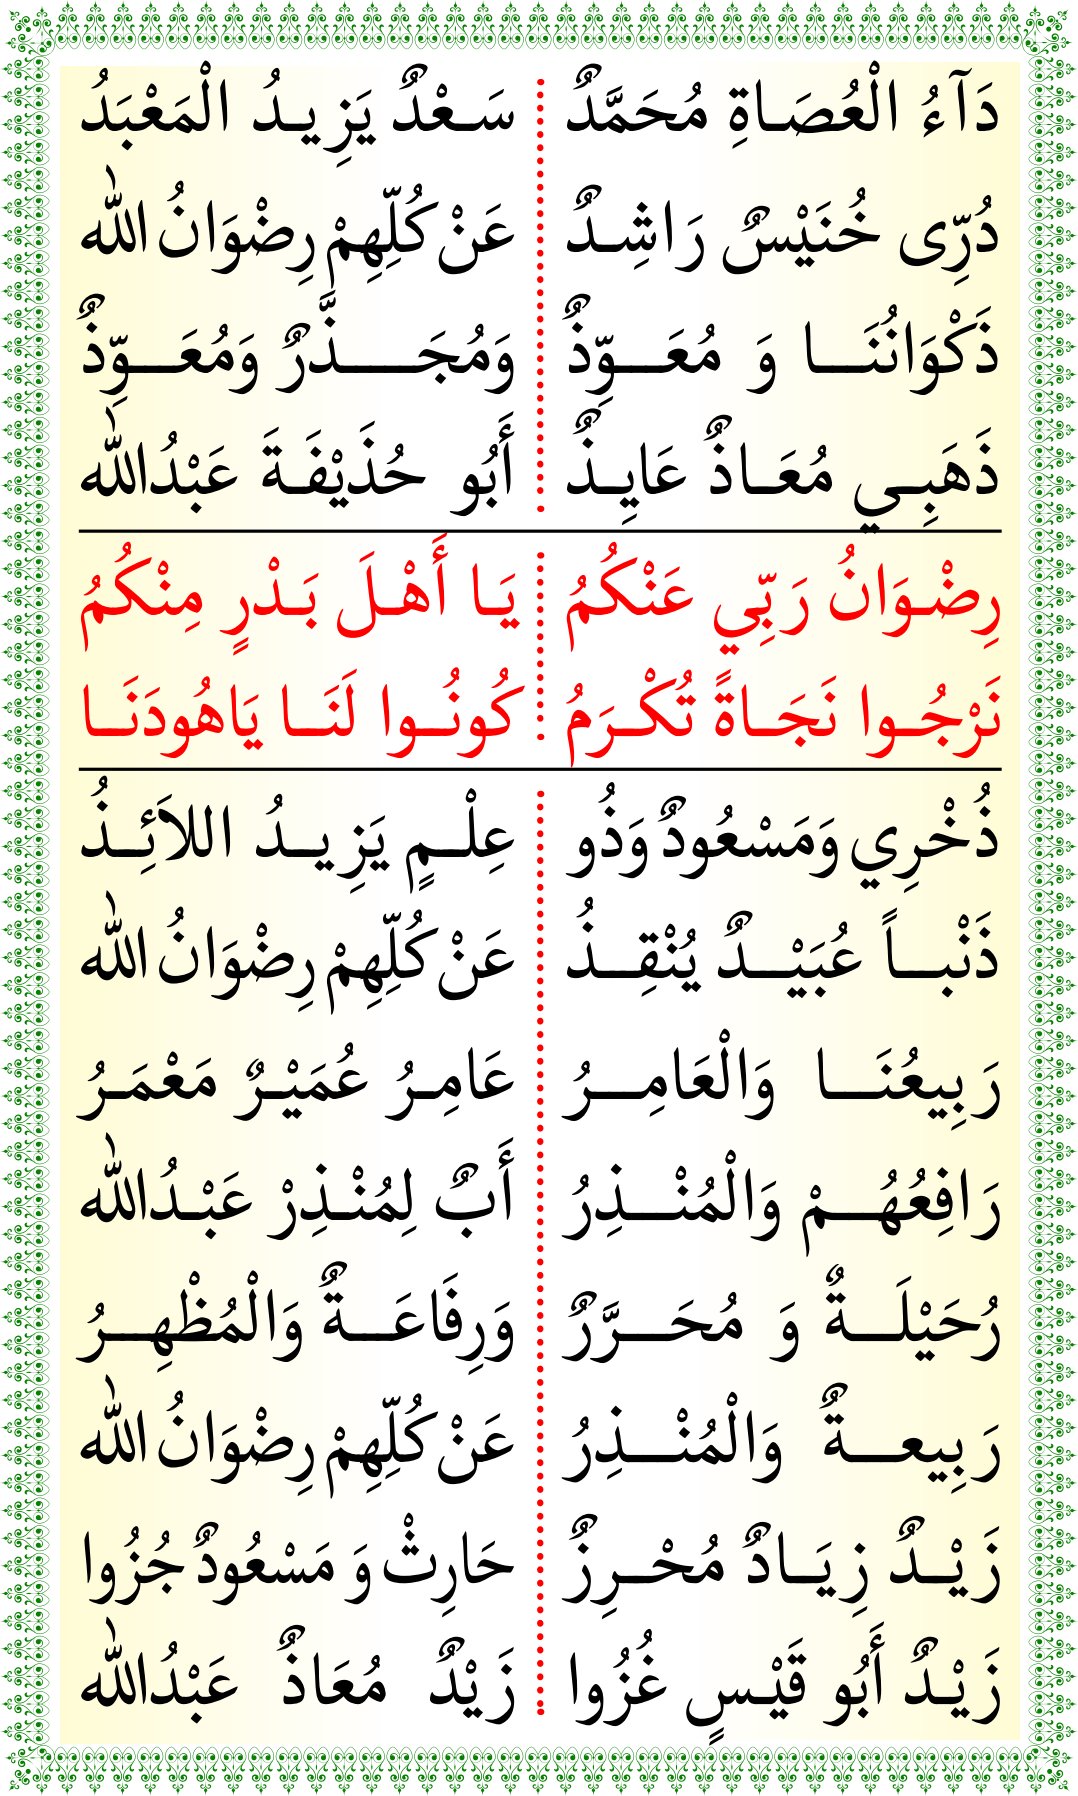 دَآءُ الْعُصَاةِ مُحَمَّدٌ سَعْدٌ يَزِيدُ الْمَعْبَدُ
دُرِّى خُنَيْسٌ رَاشِدٌ عَنْ كُلِّهِمْ رِضْوَانُ الله
ذَكْوَانُنَا وَ مُعَوِّذٌ وَمُجَذَّرٌ وَمُعَوِّذٌ
ذَهَبِي مُعَاذٌ عَايِذٌ أَبُو حُذَيْفَةَ عَبْدُالله
رِضْوَانُ رَبِّي عَنْكُمُ يَا أَهْلَ بَدْرٍ مِنْكُمُ
نَرْجُوا نَجَاةً تُكْرَمُ كُونُوا لَنَا يَاهُودَنَا
ذُخْرِي وَمَسْعُودٌ وَذُو عِلْمٍ يَزِيدُ اللاَئِذُ
ذَنْباً عُبَيْدٌ يُنْقِذُ عَنْ كُلِّهِمْ رِضْوَانُ الله
رَبِيعُنَا وَالْعَامِرُ عَامِرُ عُمَيْرٌ مَعْمَرُ
رَافِعُهُمْ وَالْمُنْذِرُ أَبٌ لِمُنْذِرْ عَبْدُالله
رُحَيْلَةٌ وَ مُحَرَّرٌ وَرِفَاعَةٌ وَالْمُظْهِرُ
رَبِيعةٌ وَالْمُنْذِرُ عَنْ كُلِّهِمْ رِضْوَانُ الله
زَيْدٌ زِيَادٌ مُحْرِزٌ حَارِثْ وَ مَسْعُودٌ جُزُوا
زَيْدٌ أَبُو قَيْسٍ غُزُوا زَيْدٌ مُعَاذٌ عَبْدُالله